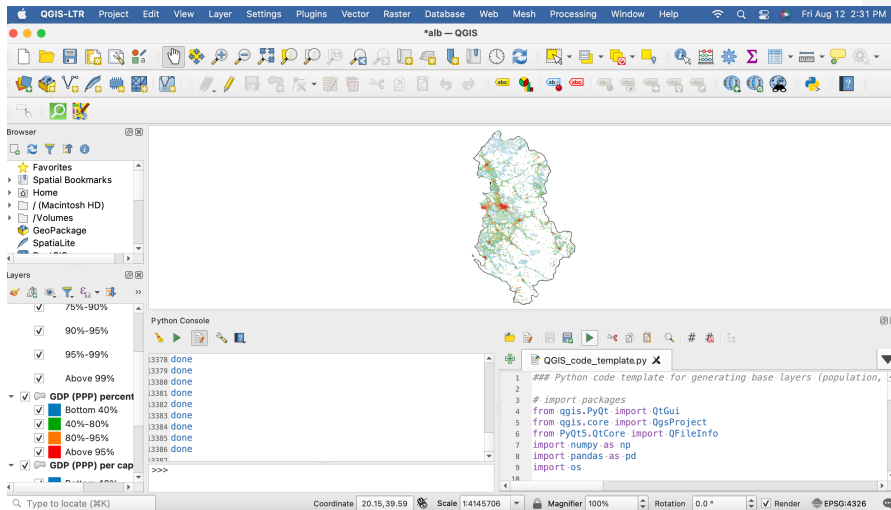 QGIS-LTR Project Edit View Layer Settings Plugins Vector Raster Database Web Mesh Processing Window Help Fri Aug 12 2:31 PM
*alb — QGIS
abc abc abc
Browser
Favorites
Spatial Bookmarks
Home
/ (Macintosh HD)
/Volumes
GeoPackage
SpatiaLite
Layers
75%-90%
90%-95%
95%-99%
Above 99%
GDP (PPP) percent
Bottom 40%
40%-80%
80%-95%
Above 95%
GDP (PPP) per cap
Python Console
13378 done
13379 done
13380 done
13381 done
13382 done
13383 done
13384 done
13385 done
13386 done
13387
>>>
QGIS_code_template.py
1 ### Python code template for generating base layers (population,
2
3 # import packages
4 from qgis.PyQt import QtGui
5 from qgis.core import QgsProject
6 from PyQt5.QtCore import QFileInfo
7 import numpy as np
8 import pandas as pd
9 import os
10
Type to locate (⌘K) Coordinate 20.15,39.59 Scale 1:4145706 Magnifier 100% Rotation 0.0 ° Render EPSG:4326